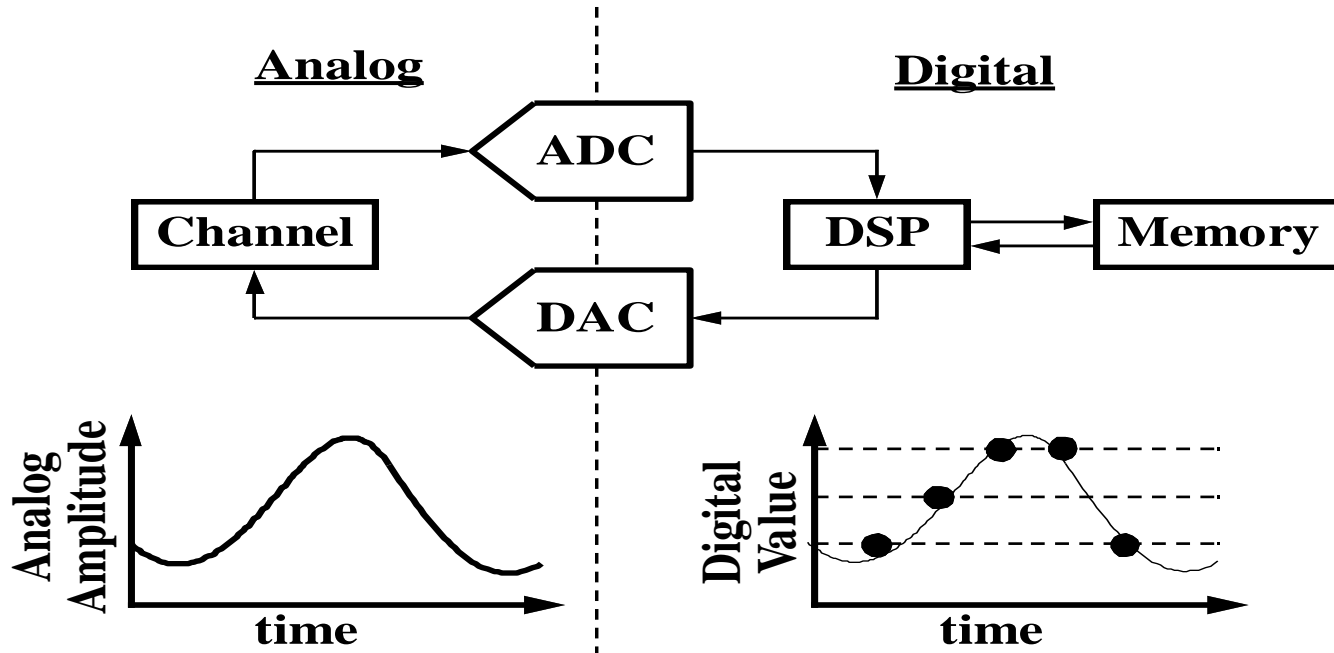 Analog
Digital
ADC
Channel
DSP
Memory
DAC
Analog
Amplitude
time
Digital
Value
time